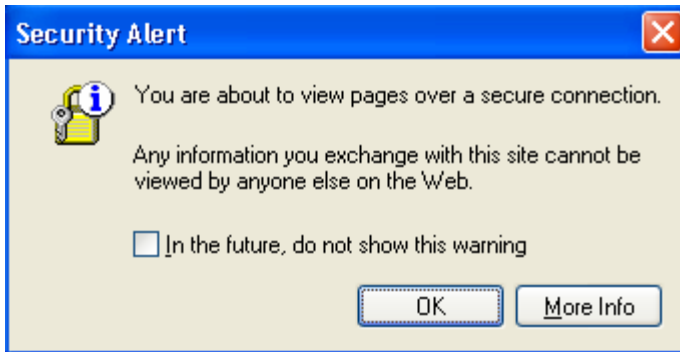 Security Alert
You are about to view pages over a secure connection.
Any information you exchange with this site cannot be
viewed by anyone else on the Web.
In the future, do not show this warning
OK More Info